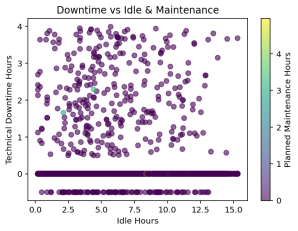 Downtime vs Idle & Maintenance
Technical Downtime Hours
4
3
2
1
0
0.0 2.5 5.0 7.5 10.0 12.5 15.0
Idle Hours
4
3
2
1
0
Planned Maintenance Hours